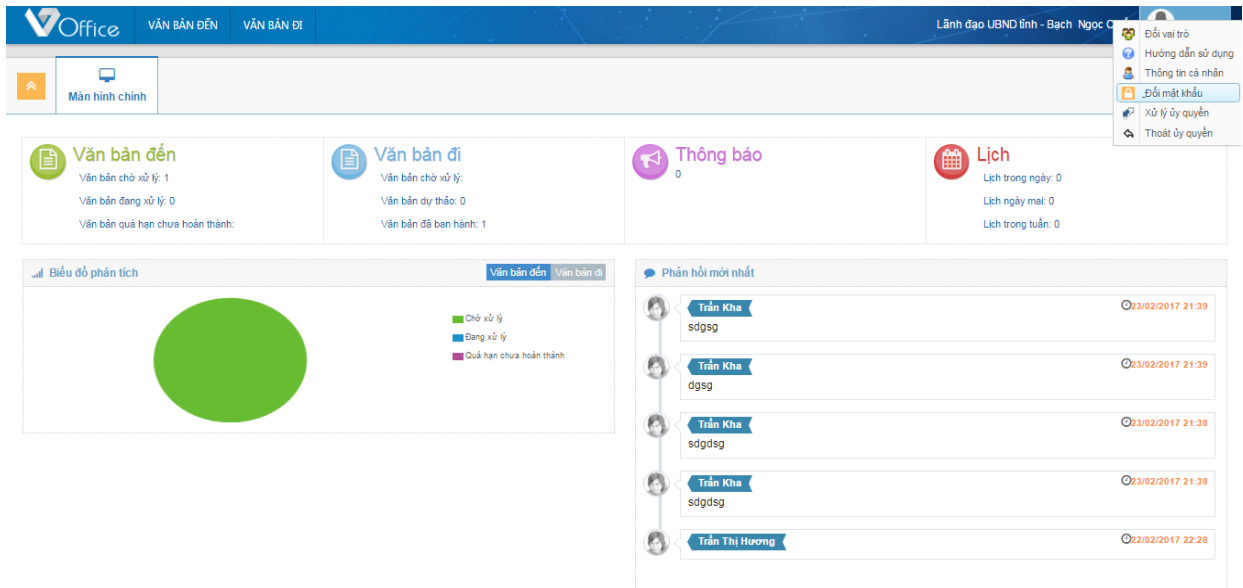 VOffice VĂN BẢN ĐẾN VĂN BẢN ĐI Lãnh đạo UBND tỉnh - Bạch Ngọc
Đổi vai trò
Hướng dẫn sử dụng
Thông tin cá nhân
Đổi mật khẩu
Xử lý ủy quyền
Thoát ủy quyền
Màn hình chính
Văn bản đến
Văn bản chờ xử lý: 1
Văn bản đang xử lý: 0
Văn bản quá hạn chưa hoàn thành:
Văn bản đi
Văn bản chờ xử lý:
Văn bản dự thảo: 0
Văn bản đã ban hành: 1
Thông báo
0
Lịch
Lịch trong ngày: 0
Lịch ngày mai: 0
Lịch trong tuần: 0
Biểu đồ phân tích Văn bản đến Văn bản đi
Chờ xử lý
Đang xử lý
Quá hạn chưa hoàn thành
Phản hồi mới nhất
Trần Kha 23/02/2017 21:39
sdgsg
Trần Kha 23/02/2017 21:39
dgsg
Trần Kha 23/02/2017 21:38
sdgdsg
Trần Kha 23/02/2017 21:38
sdgdsg
Trần Thị Hương 22/02/2017 22:28